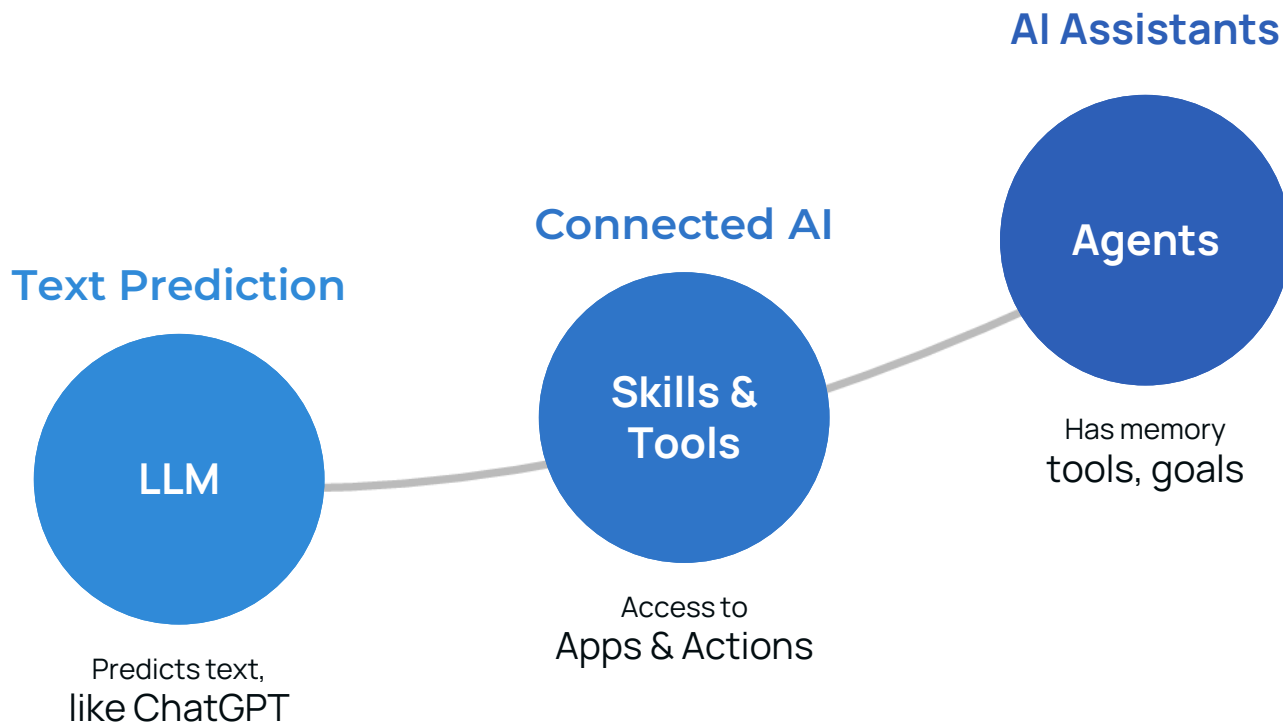 Text Prediction
LLM
Predicts text,
like ChatGPT
Connected AI
Skills &
Tools
Access to
Apps & Actions
AI Assistants
Agents
Has memory
tools, goals